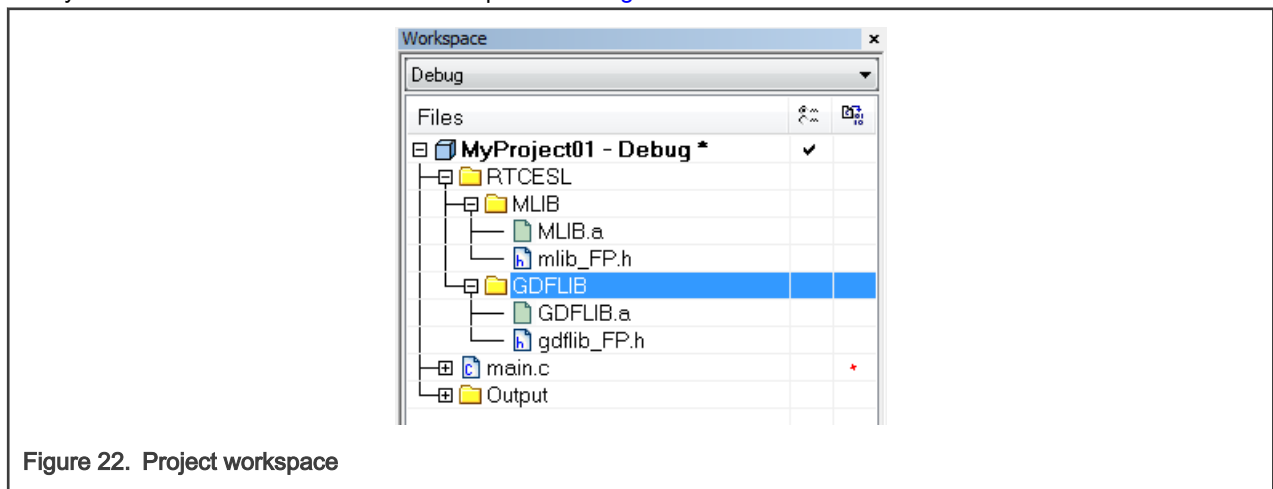 Workspace
Debug
Files
MyProject01 - Debug *
RTCESL
MLIB
MLIB.a
mlib_FP.h
GDFLIB
GDFLIB.a
gdflib_FP.h
main.c
Output
Figure 22. Project workspace